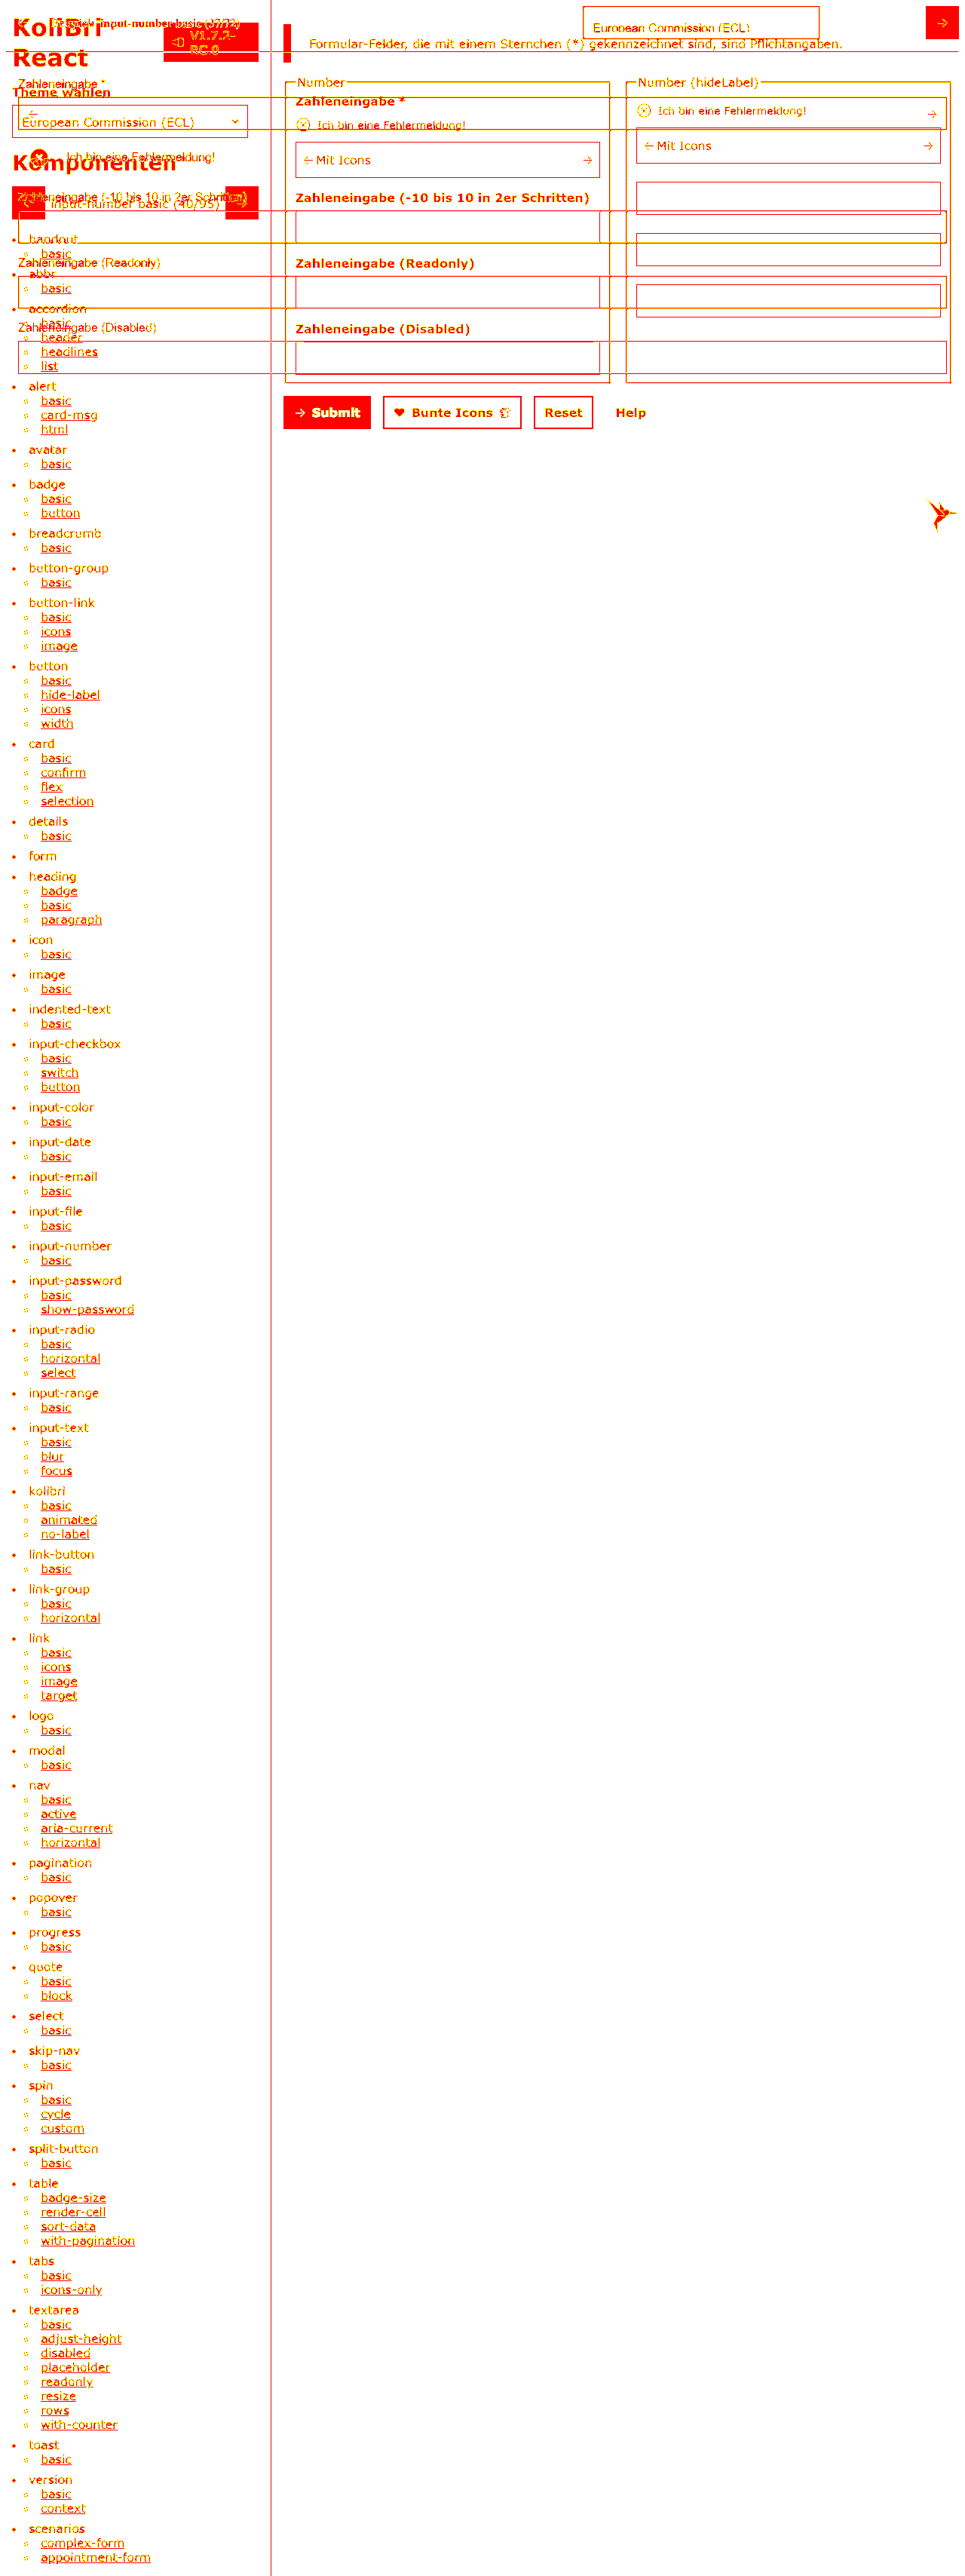 KoliBri
React
V1.7.2-
RC.0
Theme wählen
European Commission (ECL)
Komponenten
input-number basic (40/95)
Zahleneingabe *
Ich bin eine Fehlermeldung!
Zahleneingabe (-10 bis 10 in 2er Schritten)
Zahleneingabe (Readonly)
Zahleneingabe (Disabled)
handout
basic
abbr
basic
accordion
basic
header
headlines
list
alert
basic
card-msg
html
avatar
basic
badge
basic
button
breadcrumb
basic
button-group
basic
button-link
basic
icons
image
button
basic
hide-label
icons
width
card
basic
confirm
flex
selection
details
basic
form
heading
badge
basic
paragraph
icon
basic
image
basic
indented-text
basic
input-checkbox
basic
switch
button
input-color
basic
input-date
basic
input-email
basic
input-file
basic
input-number
basic
input-password
basic
show-password
input-radio
basic
horizontal
select
input-range
basic
input-text
basic
blur
focus
kolibri
basic
animated
no-label
link-button
basic
link-group
basic
horizontal
link
basic
icons
image
target
logo
basic
modal
basic
nav
basic
active
aria-current
horizontal
pagination
basic
popover
basic
progress
basic
quote
basic
block
select
basic
skip-nav
basic
spin
basic
cycle
custom
split-button
basic
table
badge-size
render-cell
sort-data
with-pagination
tabs
basic
icons-only
textarea
basic
adjust-height
disabled
placeholder
readonly
resize
rows
with-counter
toast
basic
version
basic
context
scenarios
complex-form
appointment-form
European Commission (ECL)
Formular-Felder, die mit einem Sternchen (*) gekennzeichnet sind, sind Pflichtangaben.
Number
Zahleneingabe *
Ich bin eine Fehlermeldung!
Mit Icons
Zahleneingabe (-10 bis 10 in 2er Schritten)
Zahleneingabe (Readonly)
Zahleneingabe (Disabled)
Number (hideLabel)
Ich bin eine Fehlermeldung!
Mit Icons
Submit
Bunte Icons
Reset
Help